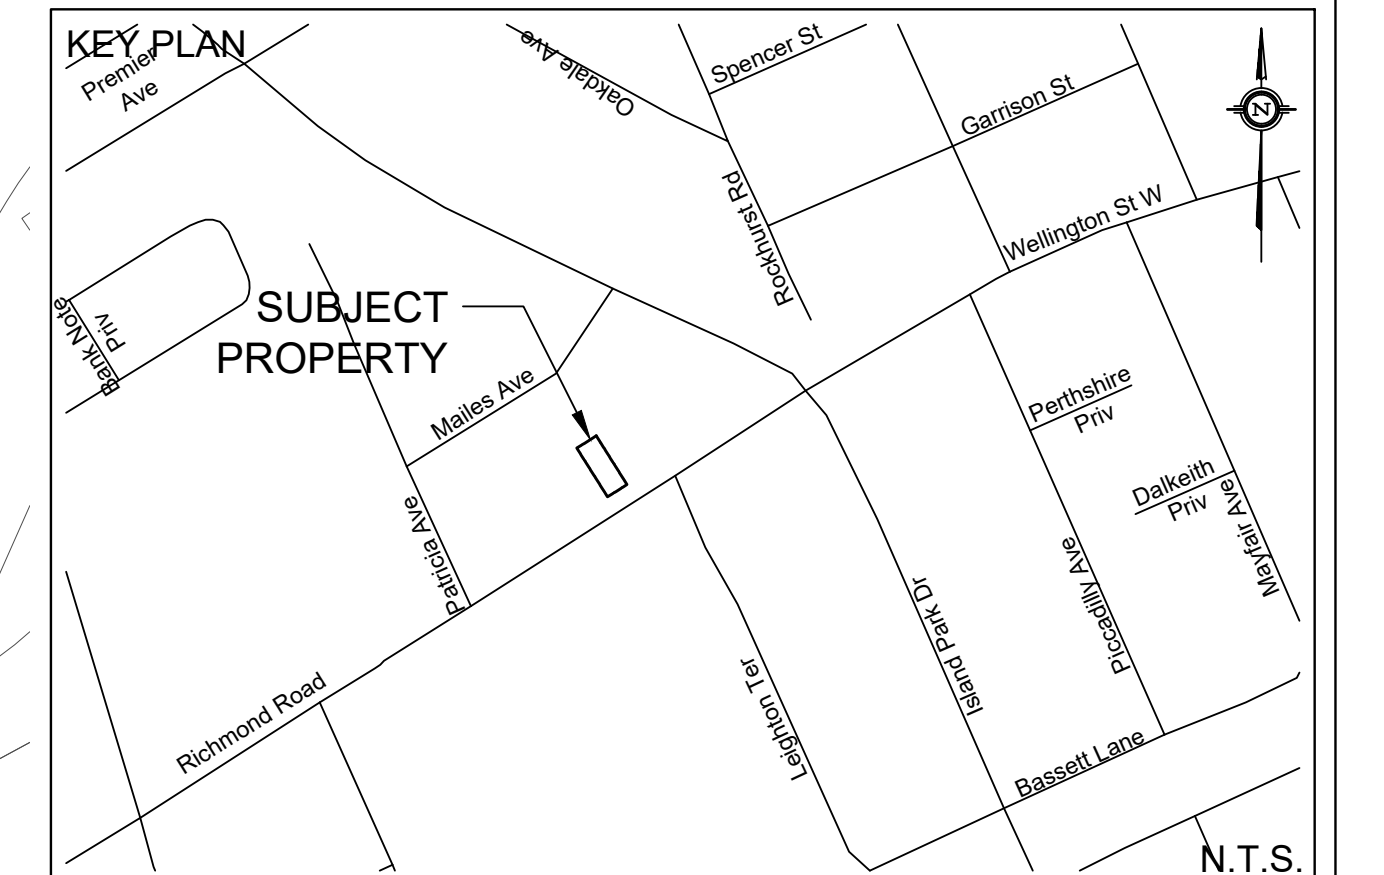 KEY PLAN
Premier
Ave
Oakdale Ave
Spencer St
Garrison St
N
Rockhurst Rd
Wellington St W
Bank Note
Priv
SUBJECT
PROPERTY
Mailes Ave
Perthshire
Priv
Dalkeith
Priv
Mayfair Ave
Patricia Ave
Piccadilly Ave
Island Park Dr
Leighton Ter
Richmond Road
Bassett Lane
N.T.S.